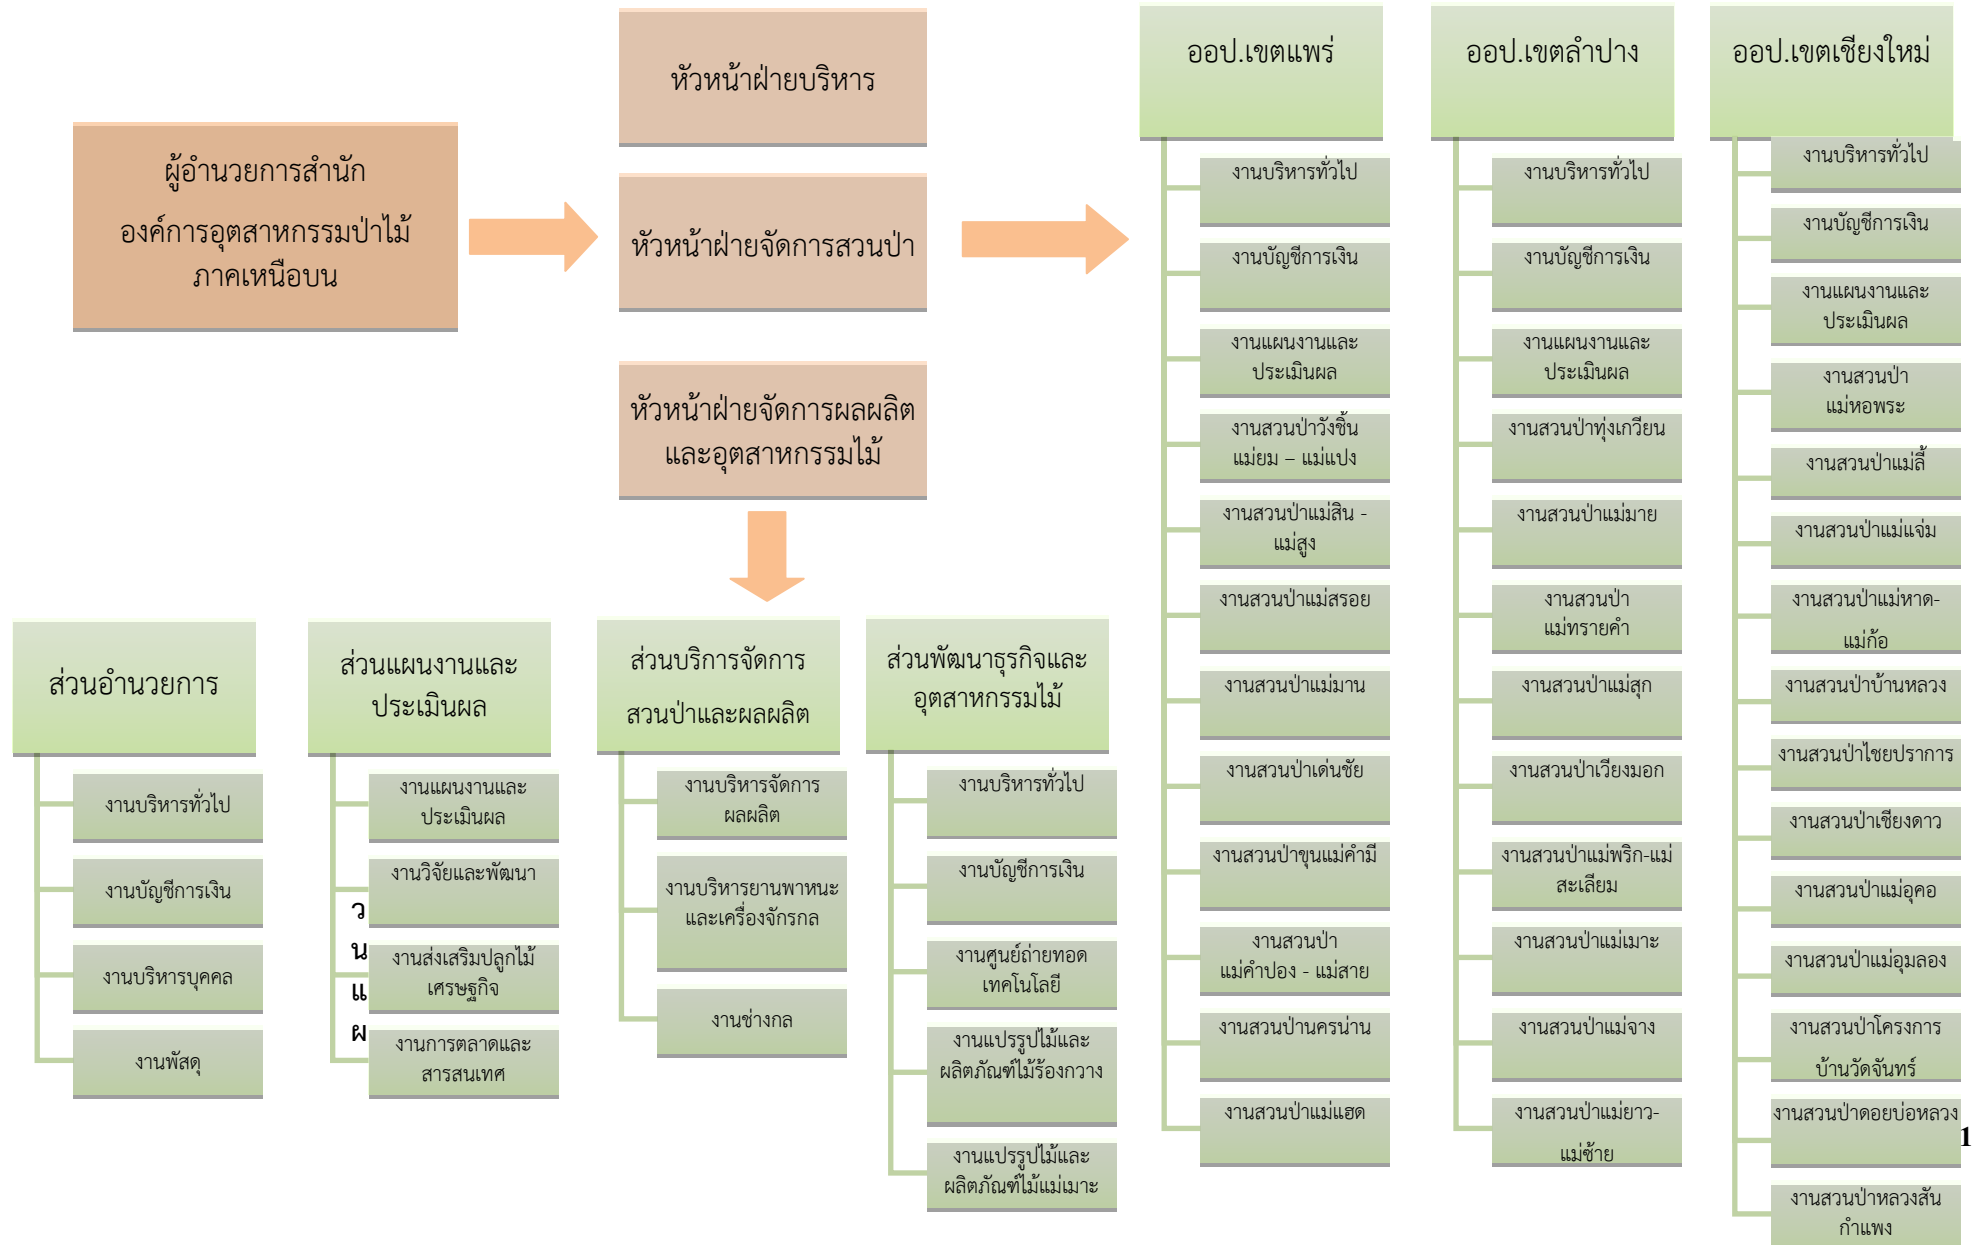 ผู้อำนวยการสำนัก
องค์การอุตสาหกรรมป่าไม้
ภาคเหนือบน
หัวหน้าฝ่ายบริหาร
หัวหน้าฝ่ายจัดการสวนป่า
หัวหน้าฝ่ายจัดการผลผลิต
และอุตสาหกรรมไม้
ส่วนอำนวยการ
งานบริหารทั่วไป
งานบัญชีการเงิน
งานบริหารบุคคล
งานพัสดุ
ส่วนแผนงานและ
ประเมินผล
งานแผนงานและ
ประเมินผล
งานวิจัยและพัฒนา
งานส่งเสริมปลูกไม้
เศรษฐกิจ
งานการตลาดและ
สารสนเทศ
ว
น
แ
ผ
ส่วนบริการจัดการ
สวนป่าและผลผลิต
งานบริหารจัดการ
ผลผลิต
งานบริหารยานพาหนะ
และเครื่องจักรกล
งานช่างกล
ส่วนพัฒนาธุรกิจและ
อุตสาหกรรมไม้
งานบริหารทั่วไป
งานบัญชีการเงิน
งานศูนย์ถ่ายทอด
เทคโนโลยี
งานแปรรูปไม้และ
ผลิตภัณฑ์ไม้ร้องกวาง
งานแปรรูปไม้และ
ผลิตภัณฑ์ไม้แม่เมาะ
ออป.เขตแพร่
งานบริหารทั่วไป
งานบัญชีการเงิน
งานแผนงานและ
ประเมินผล
งานสวนป่าวังชิ้น
แม่ยม – แม่แปง
งานสวนป่าแม่สิน -
แม่สูง
งานสวนป่าแม่สรอย
งานสวนป่าแม่มาน
งานสวนป่าเด่นชัย
งานสวนป่าขุนแม่คำมี
งานสวนป่า
แม่คำปอง - แม่สาย
งานสวนป่านครน่าน
งานสวนป่าแม่แฮด
ออป.เขตลำปาง
งานบริหารทั่วไป
งานบัญชีการเงิน
งานแผนงานและ
ประเมินผล
งานสวนป่าทุ่งเกวียน
งานสวนป่าแม่มาย
งานสวนป่า
แม่ทรายคำ
งานสวนป่าแม่สุก
งานสวนป่าเวียงมอก
งานสวนป่าแม่พริก-แม่
สะเลียม
งานสวนป่าแม่เมาะ
งานสวนป่าแม่จาง
งานสวนป่าแม่ยาว-
แม่ซ้าย
ออป.เขตเชียงใหม่
งานบริหารทั่วไป
งานบัญชีการเงิน
งานแผนงานและ
ประเมินผล
งานสวนป่า
แม่หอพระ
งานสวนป่าแม่ลี้
งานสวนป่าแม่แจ่ม
งานสวนป่าแม่หาด-
แม่ก้อ
งานสวนป่าบ้านหลวง
งานสวนป่าไชยปราการ
งานสวนป่าเชียงดาว
งานสวนป่าแม่อุคอ
งานสวนป่าแม่อุมลอง
งานสวนป่าโครงการ
บ้านวัดจันทร์
งานสวนป่าดอยบ่อหลวง
งานสวนป่าหลวงสัน
กำแพง
1